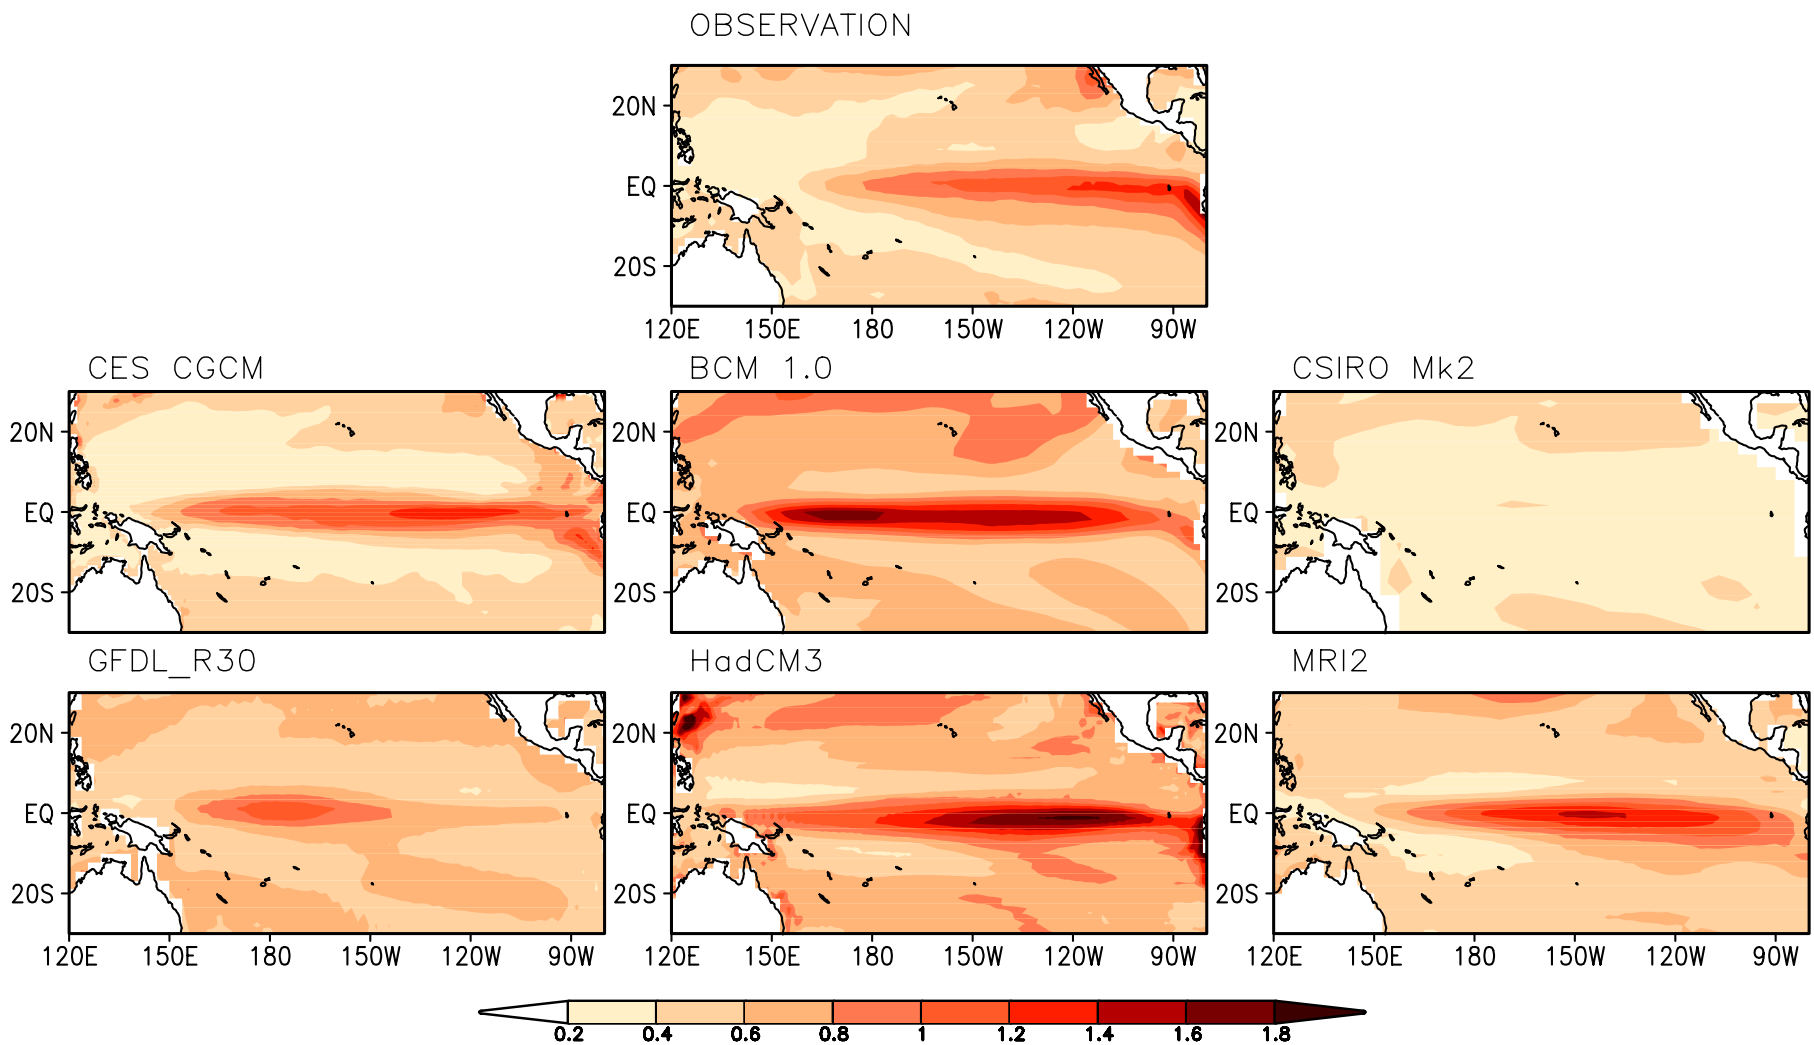 OBSERVATION
20N
EQ
20S
120E 150E 180 150W 120W 90W
CES CGCM
BCM 1.0
CSIRO Mk2
20N
EQ
20S
20N
EQ
20S
20N
EQ
20S
GFDL_R30
HadCM3
MRI2
20N
EQ
20S
120E 150E 180 150W 120W 90W
20N
EQ
20S
120E 150E 180 150W 120W 90W
20N
EQ
20S
120E 150E 180 150W 120W 90W
0.2 0.4 0.6 0.8 1 1.2 1.4 1.6 1.8